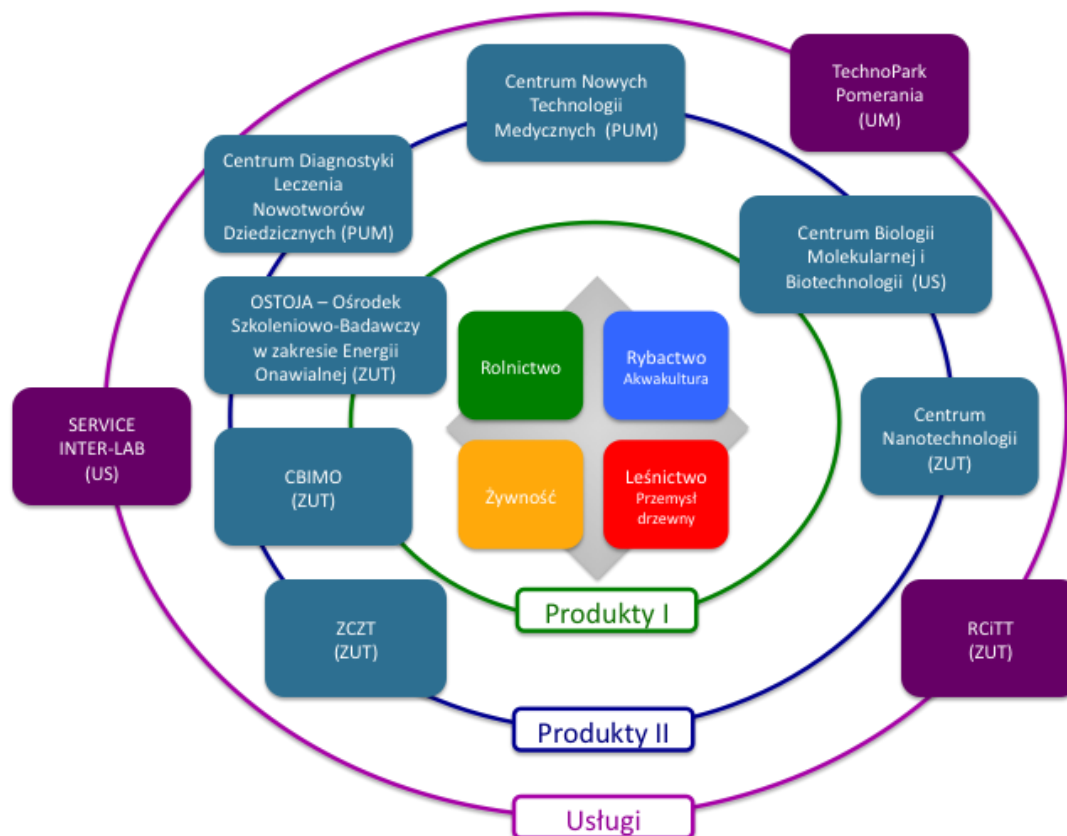 TechnoPark
Pomerania
(UM)
Centrum Nowych
Technologii
Medycznych (PUM)
Centrum Diagnostyki
Leczenia
Nowotworów
Dziedzicznych (PUM)
Centrum Biologii
Molekularnej i
Biotechnologii (US)
OSTOJA – Ośrodek
Szkoleniowo-Badawczy
w zakresie Energii
Onawialnej (ZUT)
Rolnictwo
Rybactwo
Akwakultura
SERVICE
INTER-LAB
(US)
Centrum
Nanotechnologii
(ZUT)
CBIMO
(ZUT)
Żywność
Leśnictwo
Przemysł
drzewny
ZCZT
(ZUT)
Produkty I
RCiTT
(ZUT)
Produkty II
Usługi